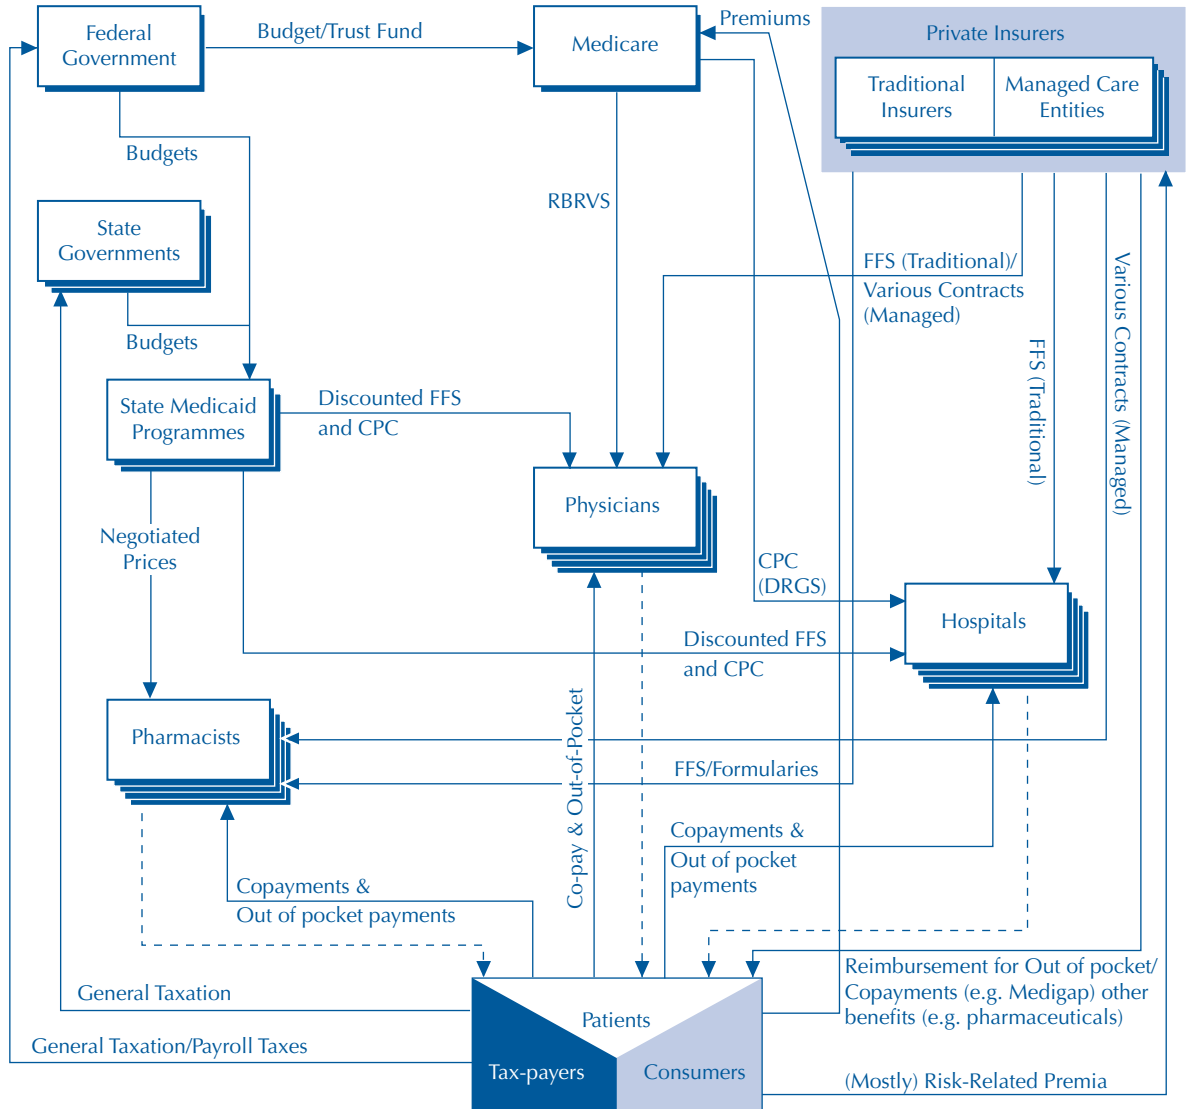 Federal
Government
Budget/Trust Fund
Medicare
Premiums
Private Insurers
Traditional
Insurers
Managed Care
Entities
Budgets
RBRVS
State
Governments
FFS (Traditional)/
Various Contracts
(Managed)
Various Contracts (Managed)
FFS (Traditional)
Budgets
State Medicaid
Programmes
Discounted FFS
and CPC
Physicians
Negotiated
Prices
CPC
(DRGS)
Hospitals
Discounted FFS
and CPC
Pharmacists
Co-pay & Out-of-Pocket
FFS/Formularies
Copayments &
Out of pocket
payments
Copayments &
Out of pocket payments
Reimbursement for Out of pocket/
Copayments (e.g. Medigap) other
benefits (e.g. pharmaceuticals)
General Taxation
Patients
General Taxation/Payroll Taxes
Tax-payers
Consumers
(Mostly) Risk-Related Premia